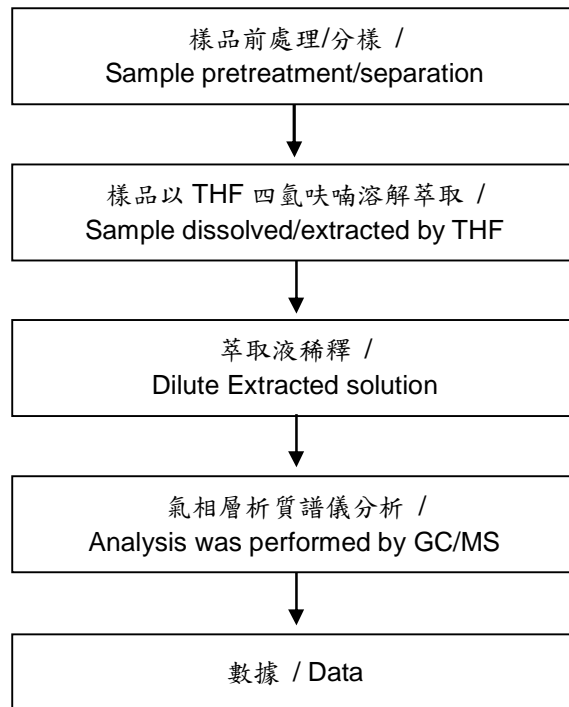 樣品前處理/分樣 /
Sample pretreatment/separation
樣品以 THF 四氫呋喃溶解萃取 /
Sample dissolved/extracted by THF
萃取液稀釋 /
Dilute Extracted solution
氣相層析質譜儀分析 /
Analysis was performed by GC/MS
數據 / Data